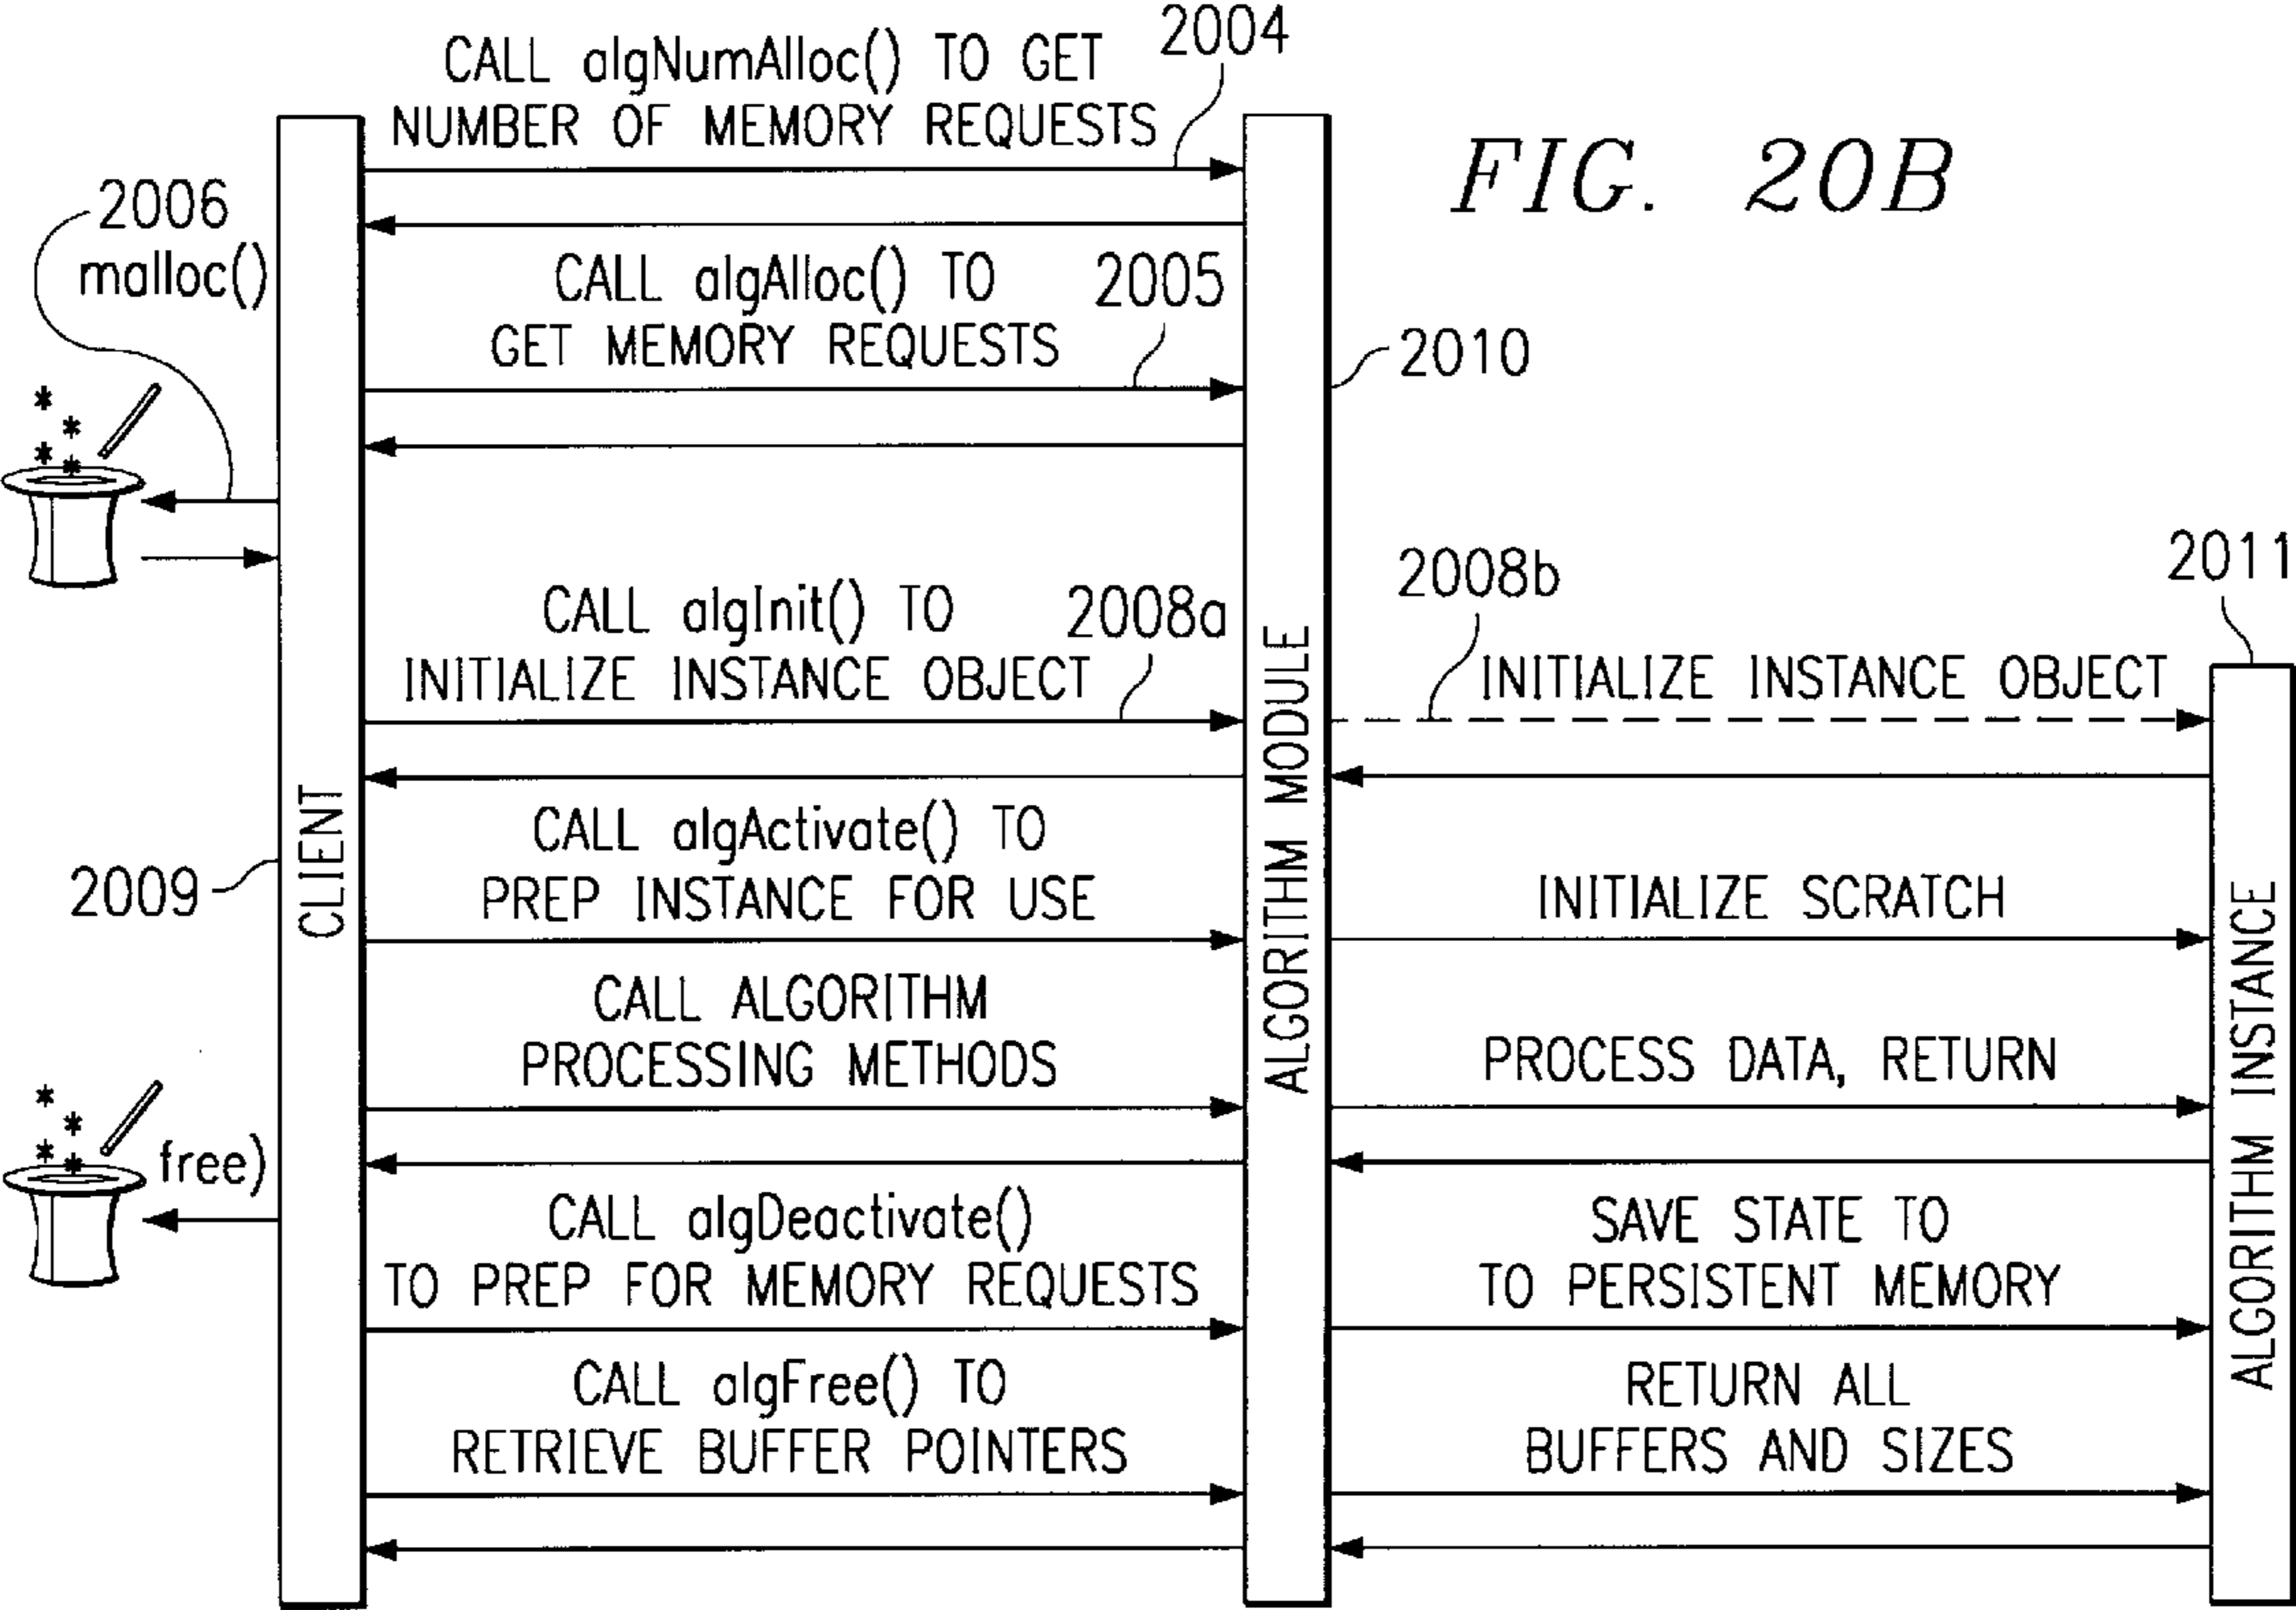 CALL algNumAlloc() TO GET
NUMBER OF MEMORY REQUESTS
2004
FIG. 20B
2006
malloc()
CALL algAlloc() TO
GET MEMORY REQUESTS
2005
2010
CALL algInit() TO
INITIALIZE INSTANCE OBJECT
2008a
2008b
INITIALIZE INSTANCE OBJECT
2011
CLIENT
2009
ALGORITHM MODULE
ALGORITHM INSTANCE
CALL algActivate() TO
PREP INSTANCE FOR USE
INITIALIZE SCRATCH
CALL ALGORITHM
PROCESSING METHODS
PROCESS DATA, RETURN
free)
CALL algDeactivate()
TO PREP FOR MEMORY REQUESTS
SAVE STATE TO
TO PERSISTENT MEMORY
CALL algFree() TO
RETRIEVE BUFFER POINTERS
RETURN ALL
BUFFERS AND SIZES